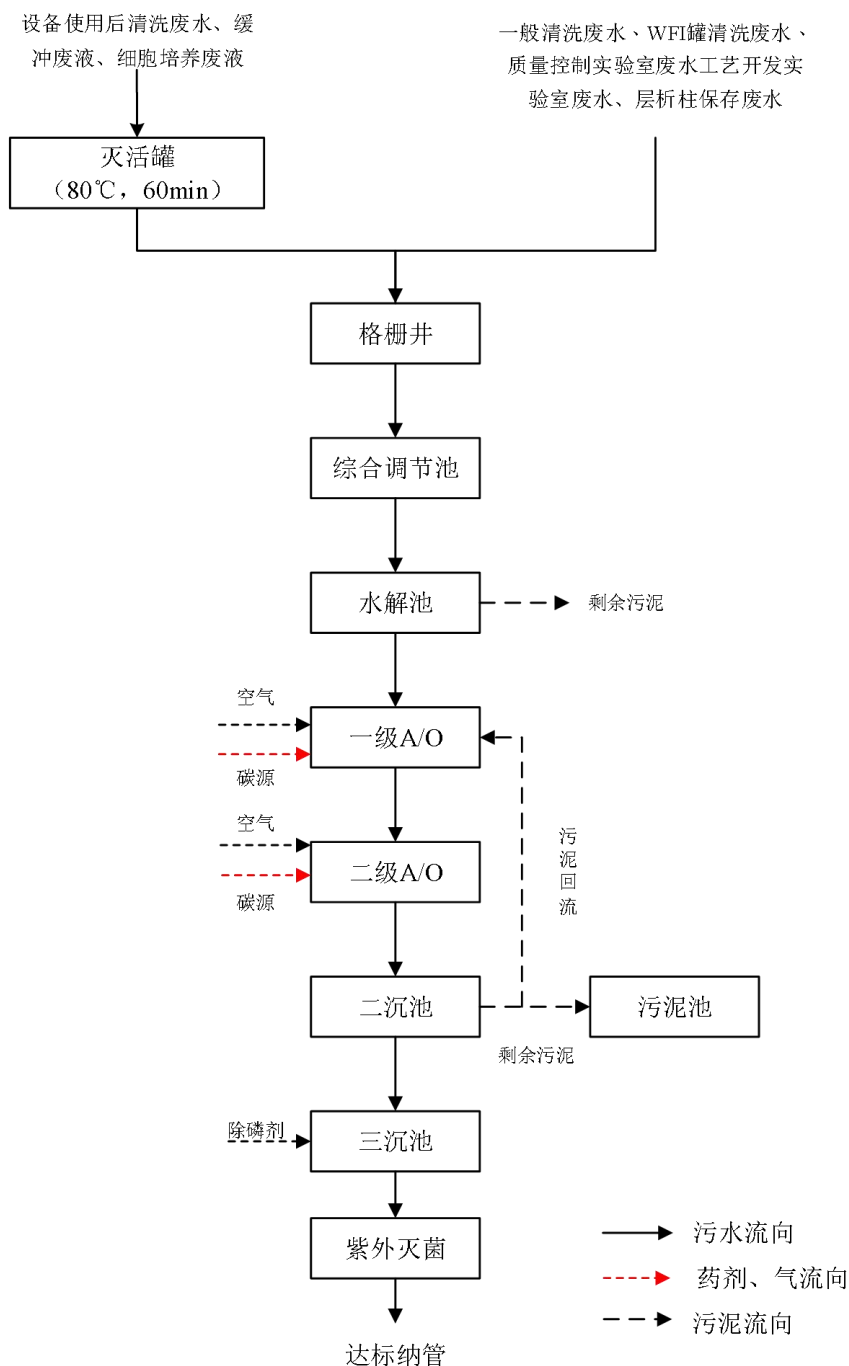 设备使用后清洗废水、缓
冲废液、细胞培养废液
一般清洗废水、WFI罐清洗废水、
质量控制实验室废水工艺开发实
验室废水、层析柱保存废水
灭活罐
（80℃，60min）
格栅井
综合调节池
水解池
剩余污泥
空气
一级A/O
碳源
空气
二级A/O
碳源
污
泥
回
流
二沉池
污泥池
剩余污泥
除磷剂
三沉池
紫外灭菌
达标纳管
污水流向
药剂、气流向
污泥流向